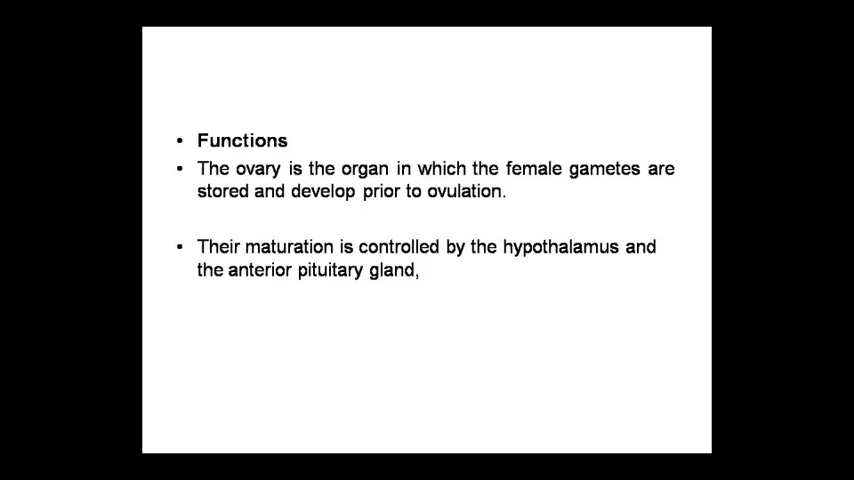 • Functions
• The ovary is the organ in which the female gametes are
stored and develop prior to ovulation.
• Their maturation is controlled by the hypothalamus and
the anterior pituitary gland,